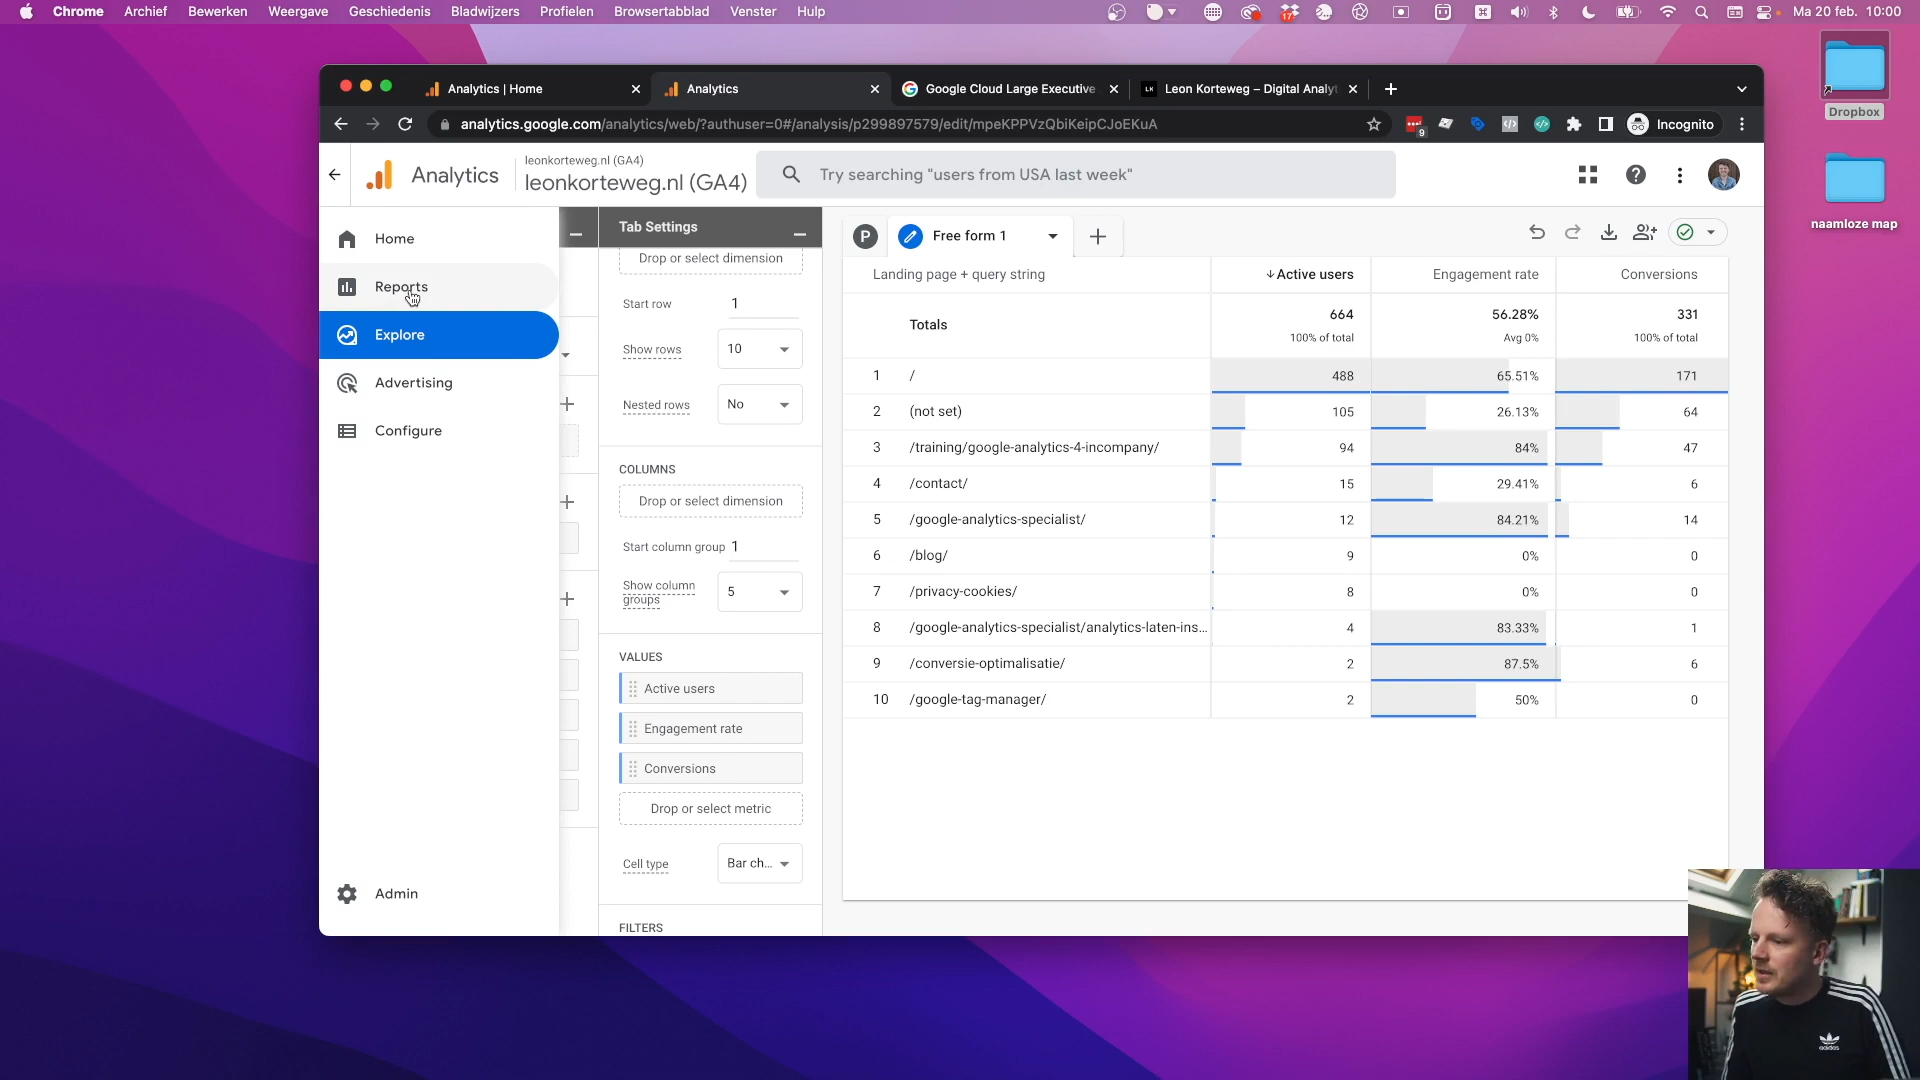 Chrome Archief Bewerken Weergave Geschiedenis Bladwijzers Profielen Browsertabblad Venster Hulp
17
Ma 20 feb. 10:00
Dropbox
naamloze map
Analytics | Home
Analytics
Google Cloud Large Executive
LK
Leon Korteweg – Digital Analyt
analytics.google.com/analytics/web/?authuser=0#/analysis/p299897579/edit/mpeKPPVzQbiKeipCJoEKuA
9
Incognito
Analytics
leonkorteweg.nl (GA4)
leonkorteweg.nl (GA4)
Try searching "users from USA last week"
Home
Reports
Explore
Advertising
Configure
Admin
Tab Settings
Drop or select dimension
Start row 1
Show rows 10
Nested rows No
COLUMNS
Drop or select dimension
Start column group 1
Show column groups 5
VALUES
Active users
Engagement rate
Conversions
Drop or select metric
Cell type Bar ch...
FILTERS
P
Free form 1
Landing page + query string ↓Active users Engagement rate Conversions
Totals 664 56.28% 331
100% of total Avg 0% 100% of total
1 / 488 65.51% 171
2 (not set) 105 26.13% 64
3 /training/google-analytics-4-incompany/ 94 84% 47
4 /contact/ 15 29.41% 6
5 /google-analytics-specialist/ 12 84.21% 14
6 /blog/ 9 0% 0
7 /privacy-cookies/ 8 0% 0
8 /google-analytics-specialist/analytics-laten-ins... 4 83.33% 1
9 /conversie-optimalisatie/ 2 87.5% 6
10 /google-tag-manager/ 2 50% 0
adidas